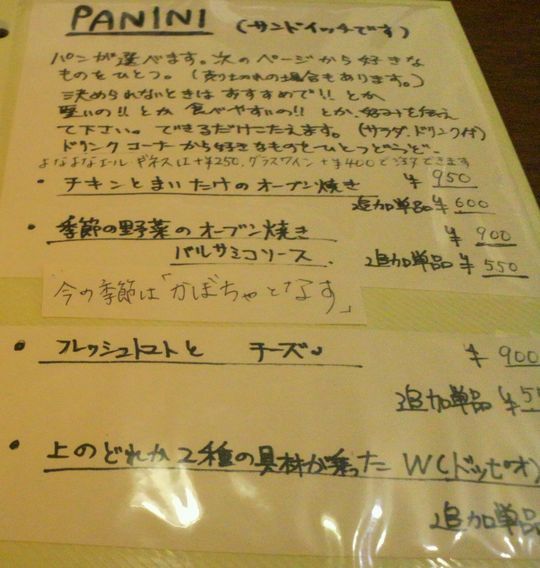 PANINI (サンドイッチです)
パンが選べます。次のページから好きな
ものをひとつ。(売り切れの場合もあります。)
決められないときはおすすめで!!とか
堅いの!!とか食べやすいの!!とか、好みを伝え
て下さい。できるだけこたえます。(サラダ、ドリンク付)
ドリンクコーナーから好きなものをひとつどうぞ。
よなよなエール・ギネスは+¥250、グラスワイン+¥400で できます
・チキンとまいたけのオーブン焼き ¥950
追加単品¥600
・季節の野菜のオーブン焼き ¥900
バルサミコソース. 追加単品¥550
今の季節は「かぼちゃとなす」
・フレッシュトマトと チーズ ¥900
追加単品¥55
・上のどれか2種の具材が乗ったW(ドッピオ)
追加単品